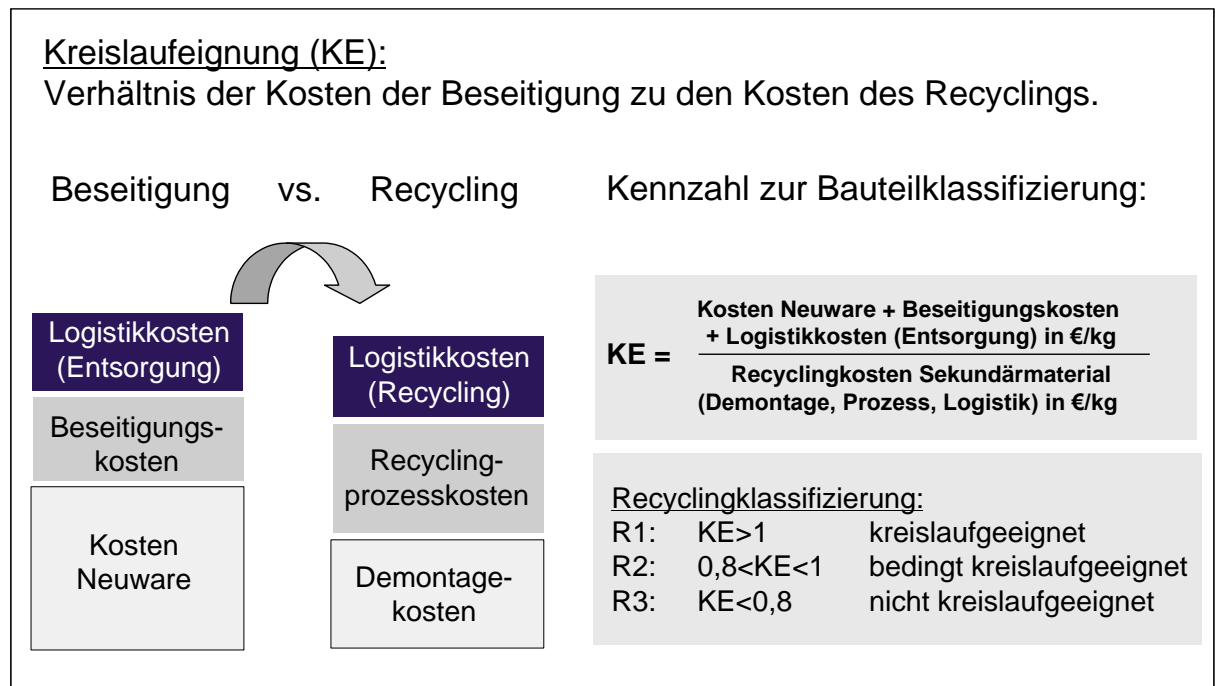 Kreislaufeignung (KE):
Verhältnis der Kosten der Beseitigung zu den Kosten des Recyclings.
Beseitigung vs. Recycling
Logistikkosten
(Entsorgung)
Beseitigungs-
kosten
Kosten
Neuware
Logistikkosten
(Recycling)
Recycling-
prozesskosten
Demontage-
kosten
Kennzahl zur Bauteilklassifizierung:
Kosten Neuware + Beseitigungskosten
+ Logistikkosten (Entsorgung) in €/kg
KE =
Recyclingkosten Sekundärmaterial
(Demontage, Prozess, Logistik) in €/kg
Recyclingklassifizierung:
R1: KE>1 kreislaufgeeignet
R2: 0,8<KE<1 bedingt kreislaufgeeignet
R3: KE<0,8 nicht kreislaufgeeignet